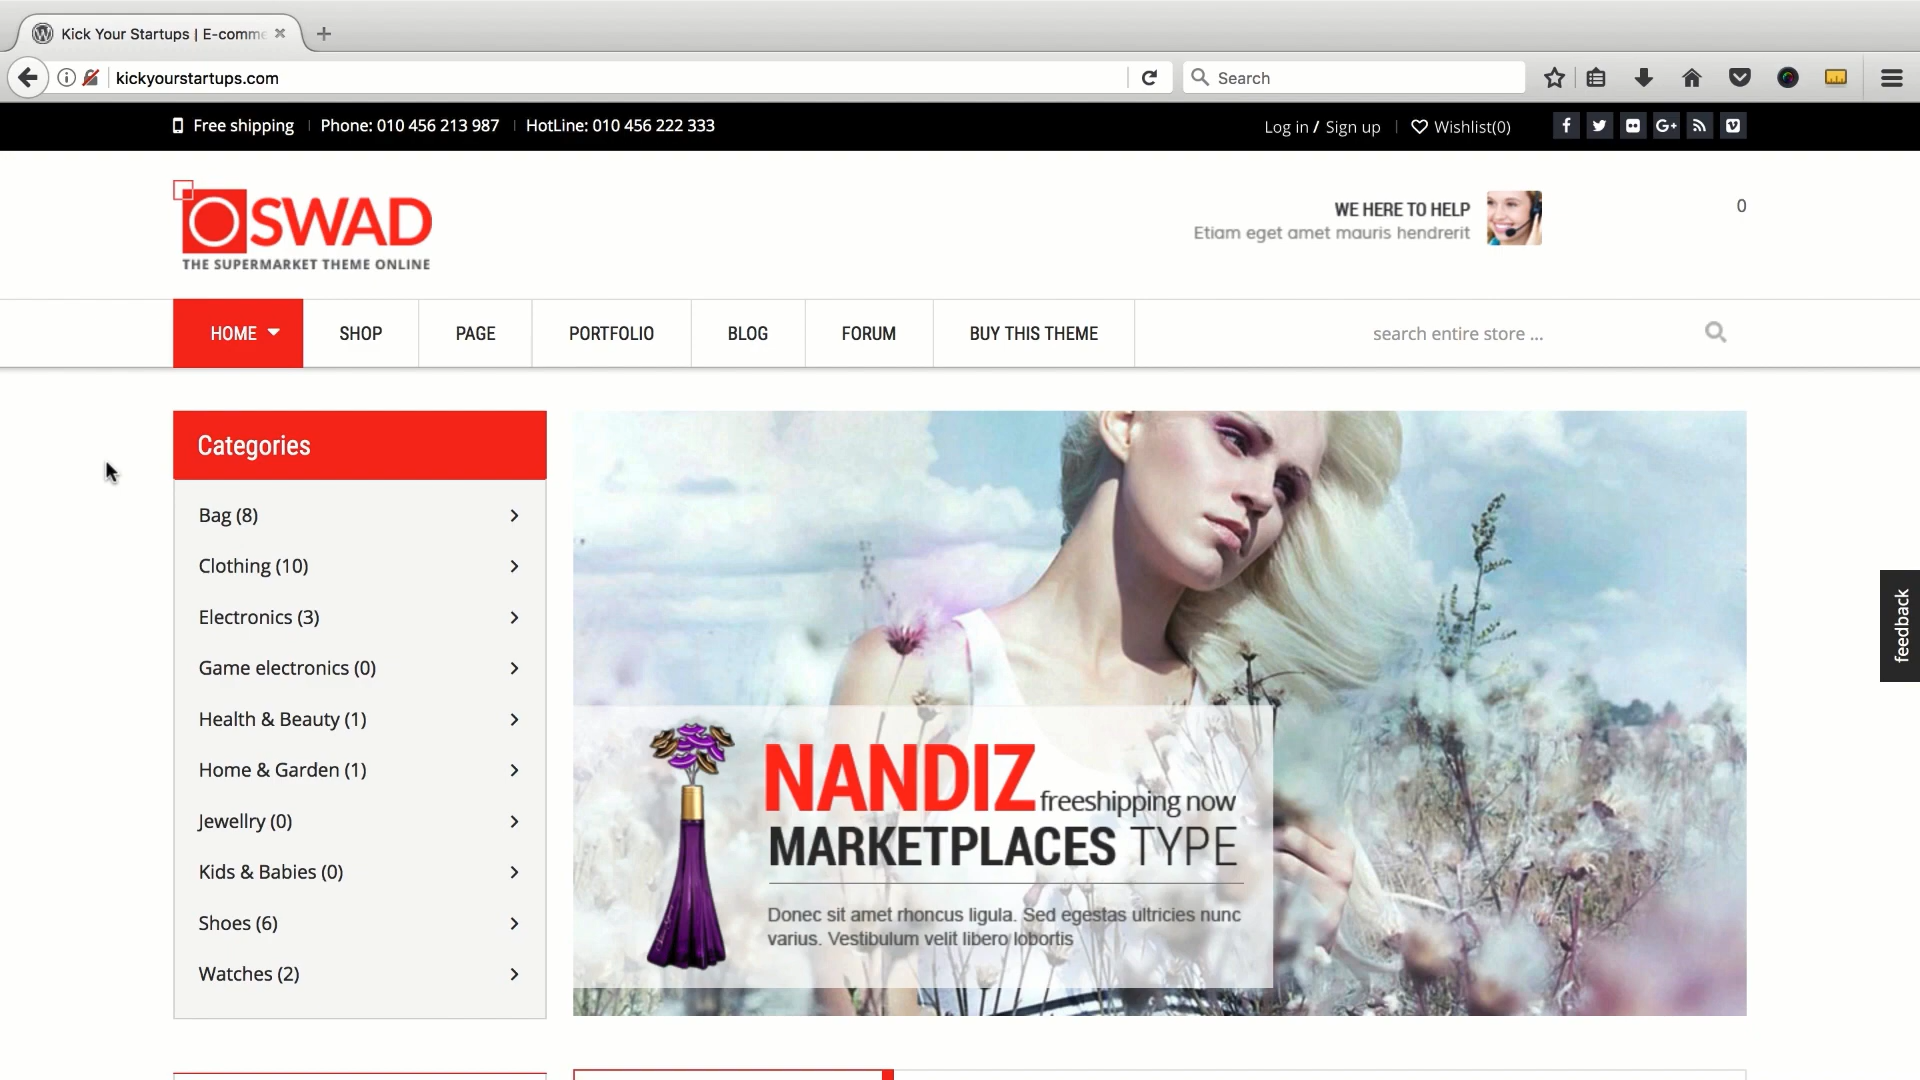 Kick Your Startups | E-comme
kickyourstartups.com
Search
Free shipping
Phone: 010 456 213 987
HotLine: 010 456 222 333
Log in / Sign up
Wishlist(0)
G+
OSWAD
THE SUPERMARKET THEME ONLINE
WE HERE TO HELP
Etiam eget amet mauris hendrerit
0
HOME
SHOP
PAGE
PORTFOLIO
BLOG
FORUM
BUY THIS THEME
search entire store ...
Categories
Bag (8)
Clothing (10)
Electronics (3)
Game electronics (0)
Health & Beauty (1)
Home & Garden (1)
Jewellry (0)
Kids & Babies (0)
Shoes (6)
Watches (2)
NANDIZ freeshipping now
MARKETPLACES TYPE
Donec sit amet rhoncus ligula. Sed egestas ultricies nunc
varius. Vestibulum velit libero lobortis
feedback